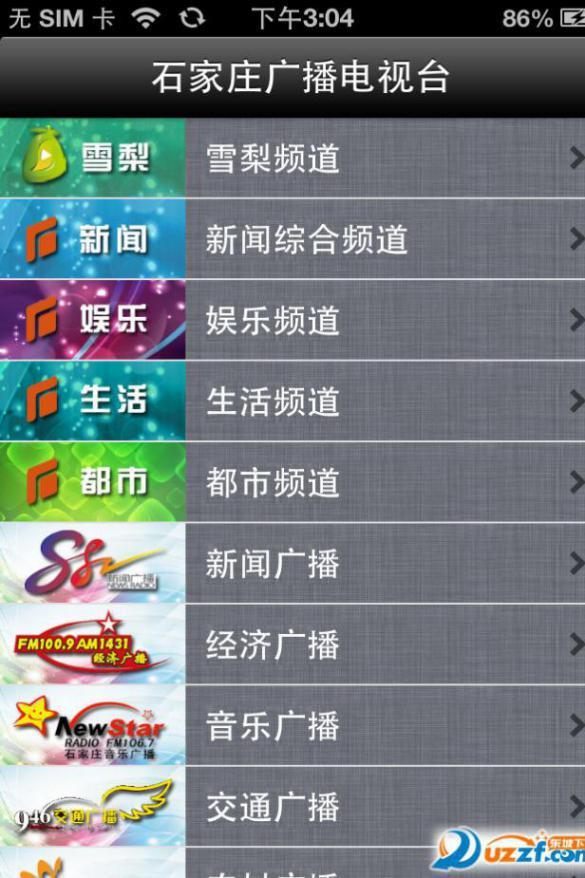 无 SIM 卡
下午3:04
86%
石家庄广播电视台
雪梨
雪梨频道
新闻
新闻综合频道
娱乐
娱乐频道
生活
生活频道
都市
都市频道
新闻广播
NEWS RADIO
新闻广播
FM100.9 AM1431
经济广播
经济广播
NewStar
RADIO FM106.7
石家庄音乐广播
音乐广播
946交通广播
交通广播
东坡下
uzzf.com